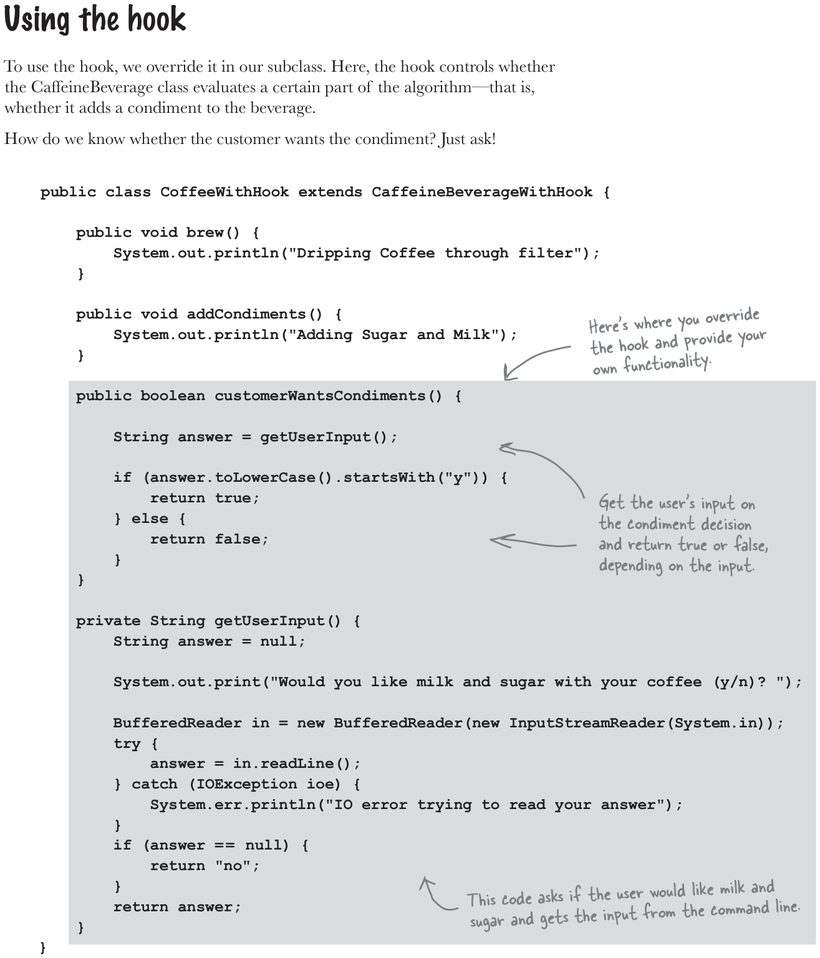 Using the hook
To use the hook, we override it in our subclass. Here, the hook controls whether
the CaffeineBeverage class evaluates a certain part of the algorithm—that is,
whether it adds a condiment to the beverage.
How do we know whether the customer wants the condiment? Just ask!
public class CoffeeWithHook extends CaffeineBeverageWithHook {
public void brew() {
System.out.println("Dripping Coffee through filter");
}
public void addCondiments() {
System.out.println("Adding Sugar and Milk");
}
Here's where you override
the hook and provide your
own functionality.
public boolean customerWantsCondiments() {
String answer = getUserInput();
if (answer.toLowerCase().startsWith("y")) {
return true;
} else {
return false;
}
}
Get the user's input on
the condiment decision
and return true or false,
depending on the input.
private String getUserInput() {
String answer = null;
System.out.print("Would you like milk and sugar with your coffee (y/n)? ");
BufferedReader in = new BufferedReader(new InputStreamReader(System.in));
try {
answer = in.readLine();
} catch (IOException ioe) {
System.err.println("IO error trying to read your answer");
}
if (answer == null) {
return "no";
}
return answer;
}
This code asks if the user would like milk and
sugar and gets the input from the command line.
}